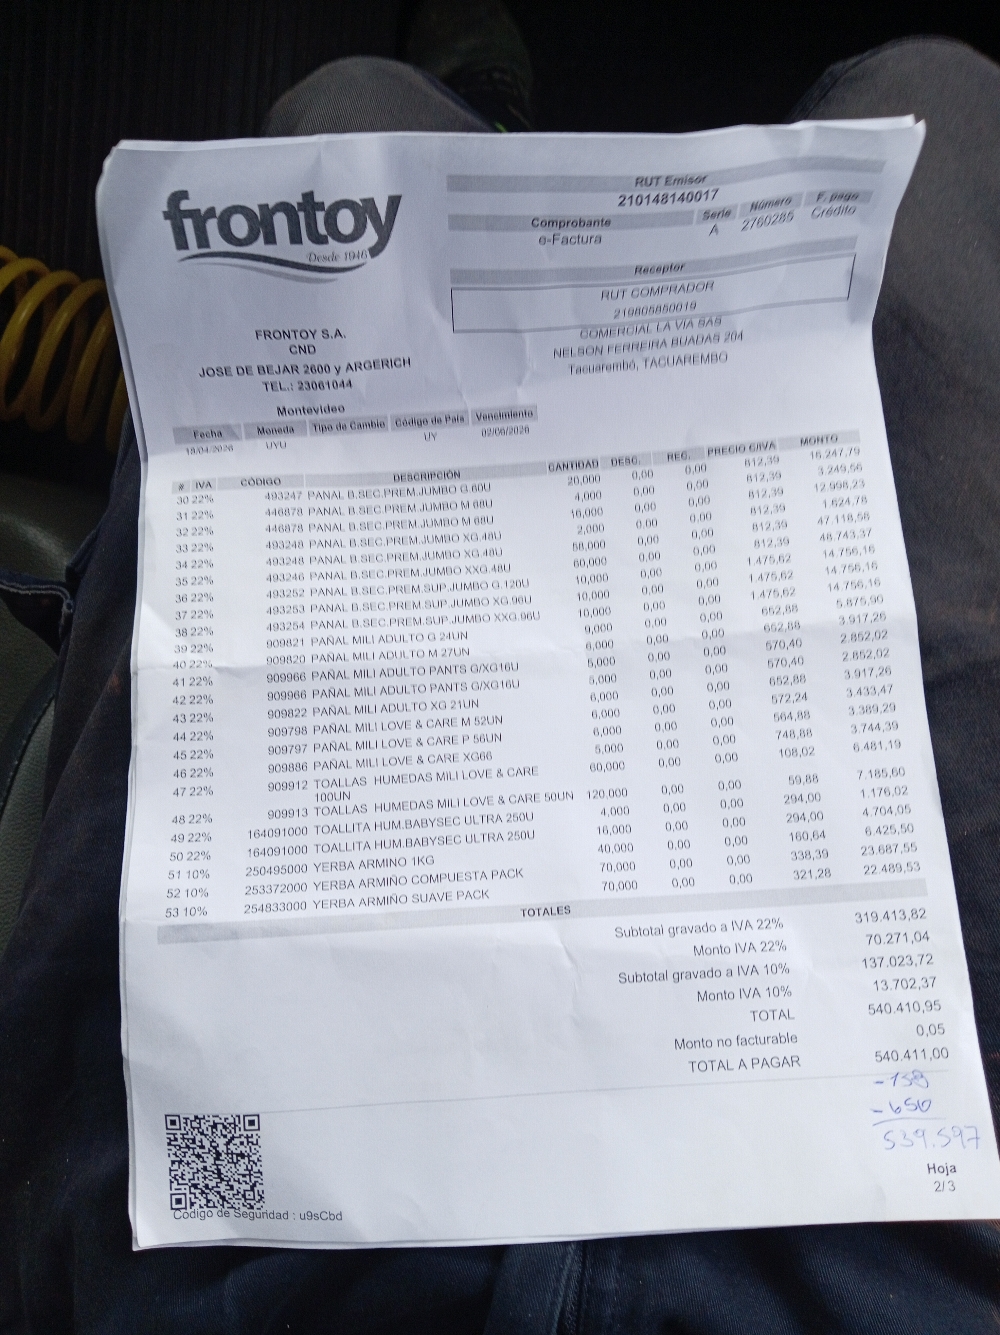 frontoy
Desde 1946
RUT Emisor
210148140017
Comprobante Serie Número F. pago
e-Factura A 2760285 Crédito
Receptor
RUT COMPRADOR
219805850019
COMERCIAL LA VIA SAS
NELSON FERREIRA BUADAS 204
Tacuarembó, TACUAREMBO
FRONTOY S.A.
CND
JOSE DE BEJAR 2600 y ARGERICH
TEL.: 23061044
Montevideo
Fecha Moneda Tipo de Cambio Código de País Vencimiento
18/04/2026 UYU UY 02/06/2026
# IVA CÓDIGO DESCRIPCIÓN CANTIDAD DESC. REC. PRECIO C/IVA MONTO
30 22% 493247 PANAL B.SEC.PREM.JUMBO G.60U 20,000 0,00 0,00 812,39 16.247,79
31 22% 446878 PANAL B.SEC.PREM.JUMBO M 68U 4,000 0,00 0,00 812,39 3.249,56
32 22% 446878 PANAL B.SEC.PREM.JUMBO M 68U 16,000 0,00 0,00 812,39 12.998,23
33 22% 493248 PANAL B.SEC.PREM.JUMBO XG.48U 2,000 0,00 0,00 812,39 1.624,78
34 22% 493248 PANAL B.SEC.PREM.JUMBO XG.48U 58,000 0,00 0,00 812,39 47.118,58
35 22% 493246 PANAL B.SEC.PREM.JUMBO XXG.48U 60,000 0,00 0,00 812,39 48.743,37
36 22% 493252 PANAL B.SEC.PREM.SUP.JUMBO G.120U 10,000 0,00 0,00 1.475,62 14.756,16
37 22% 493253 PANAL B.SEC.PREM.SUP.JUMBO XG.96U 10,000 0,00 0,00 1.475,62 14.756,16
38 22% 493254 PANAL B.SEC.PREM.SUP.JUMBO XXG.96U 10,000 0,00 0,00 1.475,62 14.756,16
39 22% 909821 PAÑAL MILI ADULTO G 24UN 9,000 0,00 0,00 652,88 5.875,90
40 22% 909820 PAÑAL MILI ADULTO M 27UN 6,000 0,00 0,00 652,88 3.917,26
41 22% 909966 PAÑAL MILI ADULTO PANTS G/XG16U 5,000 0,00 0,00 570,40 2.852,02
42 22% 909966 PAÑAL MILI ADULTO PANTS G/XG16U 5,000 0,00 0,00 570,40 2.852,02
43 22% 909822 PAÑAL MILI ADULTO XG 21UN 6,000 0,00 0,00 652,88 3.917,26
44 22% 909798 PAÑAL MILI LOVE & CARE M 52UN 6,000 0,00 0,00 572,24 3.433,47
45 22% 909797 PAÑAL MILI LOVE & CARE P 56UN 6,000 0,00 0,00 564,88 3.389,29
46 22% 909886 PAÑAL MILI LOVE & CARE XG66 5,000 0,00 0,00 748,88 3.744,39
47 22% 909912 TOALLAS HUMEDAS MILI LOVE & CARE 60,000 0,00 0,00 108,02 6.481,19
100UN
48 22% 909913 TOALLAS HUMEDAS MILI LOVE & CARE 50UN 120,000 0,00 0,00 59,88 7.185,60
49 22% 164091000 TOALLITA HUM.BABYSEC ULTRA 250U 4,000 0,00 0,00 294,00 1.176,02
50 22% 164091000 TOALLITA HUM.BABYSEC ULTRA 250U 16,000 0,00 0,00 294,00 4.704,05
51 10% 250495000 YERBA ARMINO 1KG 40,000 0,00 0,00 160,64 6.425,50
52 10% 253372000 YERBA ARMIÑO COMPUESTA PACK 70,000 0,00 0,00 338,39 23.687,55
53 10% 254833000 YERBA ARMIÑO SUAVE PACK 70,000 0,00 0,00 321,28 22.489,53
TOTALES
Subtotal gravado a IVA 22% 319.413,82
Monto IVA 22% 70.271,04
Subtotal gravado a IVA 10% 137.023,72
Monto IVA 10% 13.702,37
TOTAL 540.410,95
Monto no facturable 0,05
TOTAL A PAGAR 540.411,00
-158
-656
539.597
Hoja
2/3
Código de Seguridad : u9sCbd